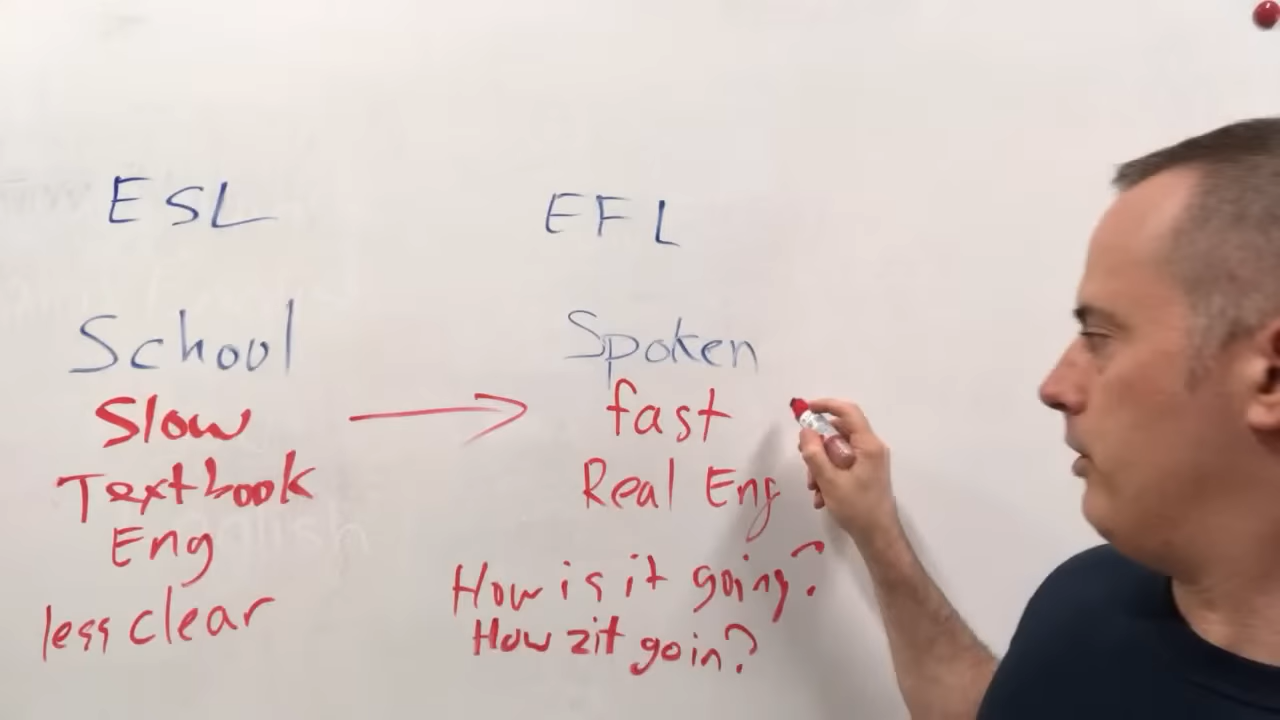 ESL
School
Slow
Textbook
Eng
less clear
EFL
Spoken
fast
Real Eng
How is it going?
How zit goin?